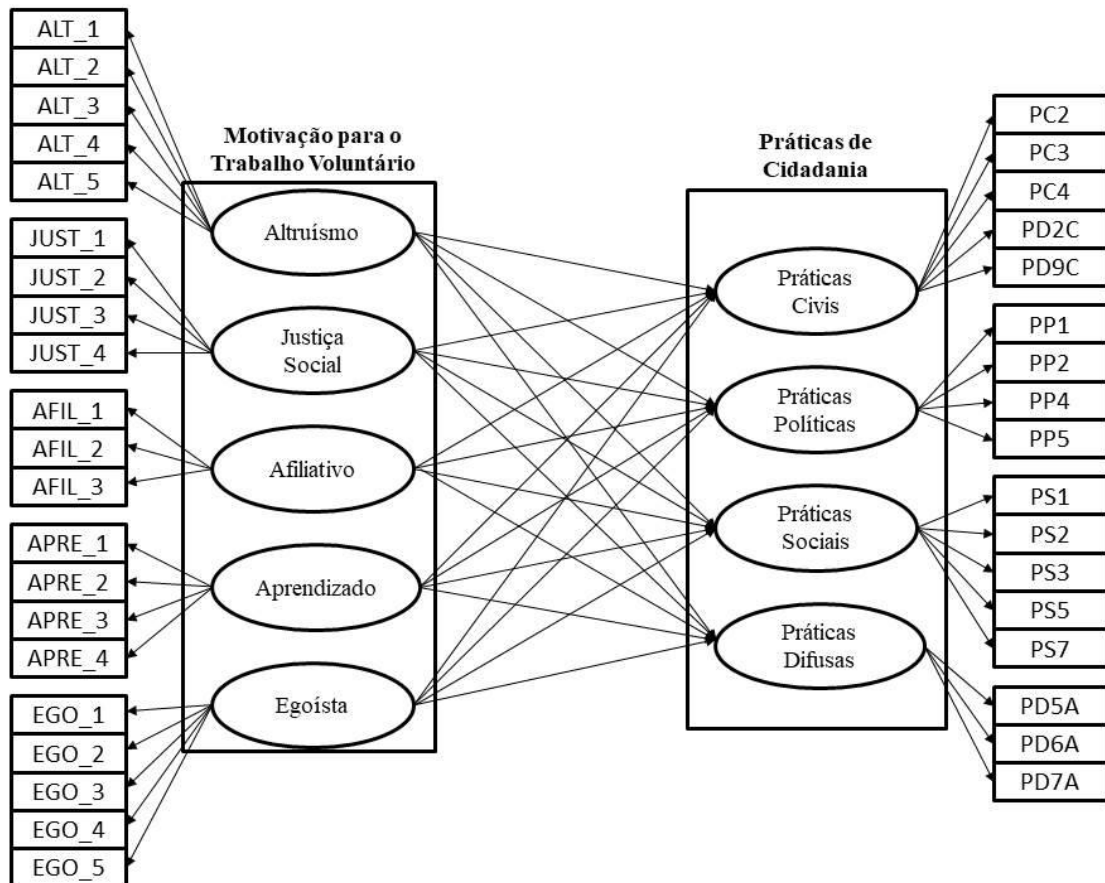 ALT_1
ALT_2
ALT_3
ALT_4
ALT_5
JUST_1
JUST_2
JUST_3
JUST_4
AFIL_1
AFIL_2
AFIL_3
APRE_1
APRE_2
APRE_3
APRE_4
EGO_1
EGO_2
EGO_3
EGO_4
EGO_5
Motivação para o
Trabalho Voluntário
Altruísmo
Justiça
Social
Afiliativo
Aprendizado
Egoísta
Práticas de
Cidadania
Práticas
Civis
Práticas
Políticas
Práticas
Sociais
Práticas
Difusas
PC2
PC3
PC4
PD2C
PD9C
PP1
PP2
PP4
PP5
PS1
PS2
PS3
PS5
PS7
PD5A
PD6A
PD7A